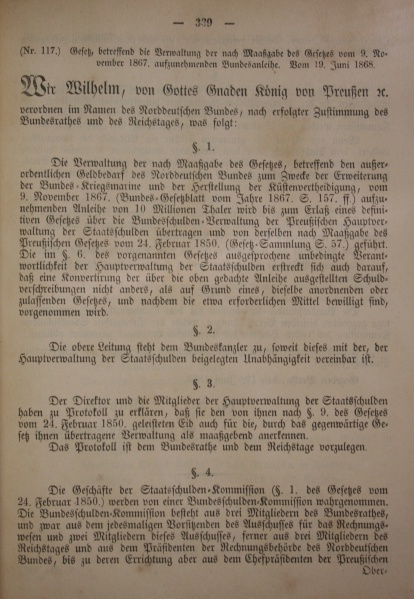 — 339 —
(Nr. 117.) Gesetz, betreffend die Verwaltung der nach Maaßgabe des Gesetzes vom 9. No-
vember 1867. aufzunehmenden Bundesanleihe. Vom 19. Juni 1868.
Wir Wilhelm, von Gottes Gnaden König von Preußen ꝛc.
verordnen im Namen des Norddeutschen Bundes, nach erfolgter Zustimmung des
Bundesrathes und des Reichstages, was folgt:
§. 1.
Die Verwaltung der nach Maaßgabe des Gesetzes, betreffend den außer-
ordentlichen Geldbedarf des Norddeutschen Bundes zum Zwecke der Erweiterung
der Bundes-Kriegsmarine und der Herstellung der Küstenvertheidigung, vom
9. November 1867. (Bundes-Gesetzblatt vom Jahre 1867. S. 157. ff.) aufzu-
nehmenden Anleihe von 10 Millionen Thaler wird bis zum Erlaß eines defini-
tiven Gesetzes über die Bundesschulden-Verwaltung der Preußischen Hauptver-
waltung der Staatsschulden übertragen und von derselben nach Maaßgabe des
Preußischen Gesetzes vom 24. Februar 1850. (Gesetz-Sammlung S. 57.) geführt.
Die im §. 6. des vorgenannten Gesetzes ausgesprochene unbedingte Verant-
wortlichkeit der Hauptverwaltung der Staatsschulden erstreckt sich auch darauf,
daß eine Konvertirung der über die oben gedachte Anleihe ausgestellten Schuld-
verschreibungen nicht anders, als auf Grund eines, dieselbe anordnenden oder
zulassenden Gesetzes, und nachdem die etwa erforderlichen Mittel bewilligt sind,
vorgenommen wird.
§. 2.
Die obere Leitung steht dem Bundeskanzler zu, soweit dieses mit der, der
Hauptverwaltung der Staatsschulden beigelegten Unabhängigkeit vereinbar ist.
§. 3.
Der Direktor und die Mitglieder der Hauptverwaltung der Staatsschulden
haben zu Protokoll zu erklären, daß sie den von ihnen nach §. 9. des Gesetzes
vom 24. Februar 1850. geleisteten Eid auch für die, durch das gegenwärtige Ge-
setz ihnen übertragene Verwaltung als maaßgebend anerkennen.
Das Protokoll ist dem Bundesrathe und dem Reichstage vorzulegen.
§. 4.
Die Geschäfte der Staatsschulden-Kommission (§. 1. des Gesetzes vom
24. Februar 1850.) werden von einer Bundesschulden-Kommission wahrgenommen.
Die Bundesschulden-Kommission besteht aus drei Mitgliedern des Bundesrathes,
und zwar aus dem jedesmaligen Vorsitzenden des Ausschusses für das Rechnungs-
wesen und zwei Mitgliedern dieses Ausschusses, ferner aus drei Mitgliedern des
Reichstages und aus dem Präsidenten der Rechnungsbehörde des Norddeutschen
Bundes, bis zu deren Errichtung aber aus dem Chefpräsidenten der Preußischen
Ober-